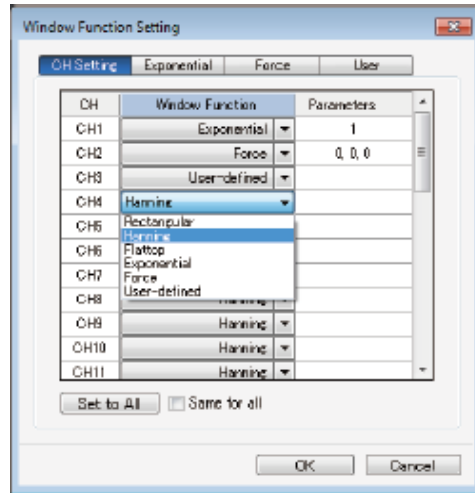 Window Function Setting
CH Setting Exponential Force User
CH Window Function Parameters
CH1 Exponential 1
CH2 Force 0, 0, 0
CH3 User-defined
CH4 Hanning
CH5 Rectangular
Hanning
CH6 Flattop
Exponential
CH7 Force
CH8 User-defined Hanning
CH9 Hanning
CH10 Hanning
CH11 Hanning
Set to All Same for all
OK Cancel